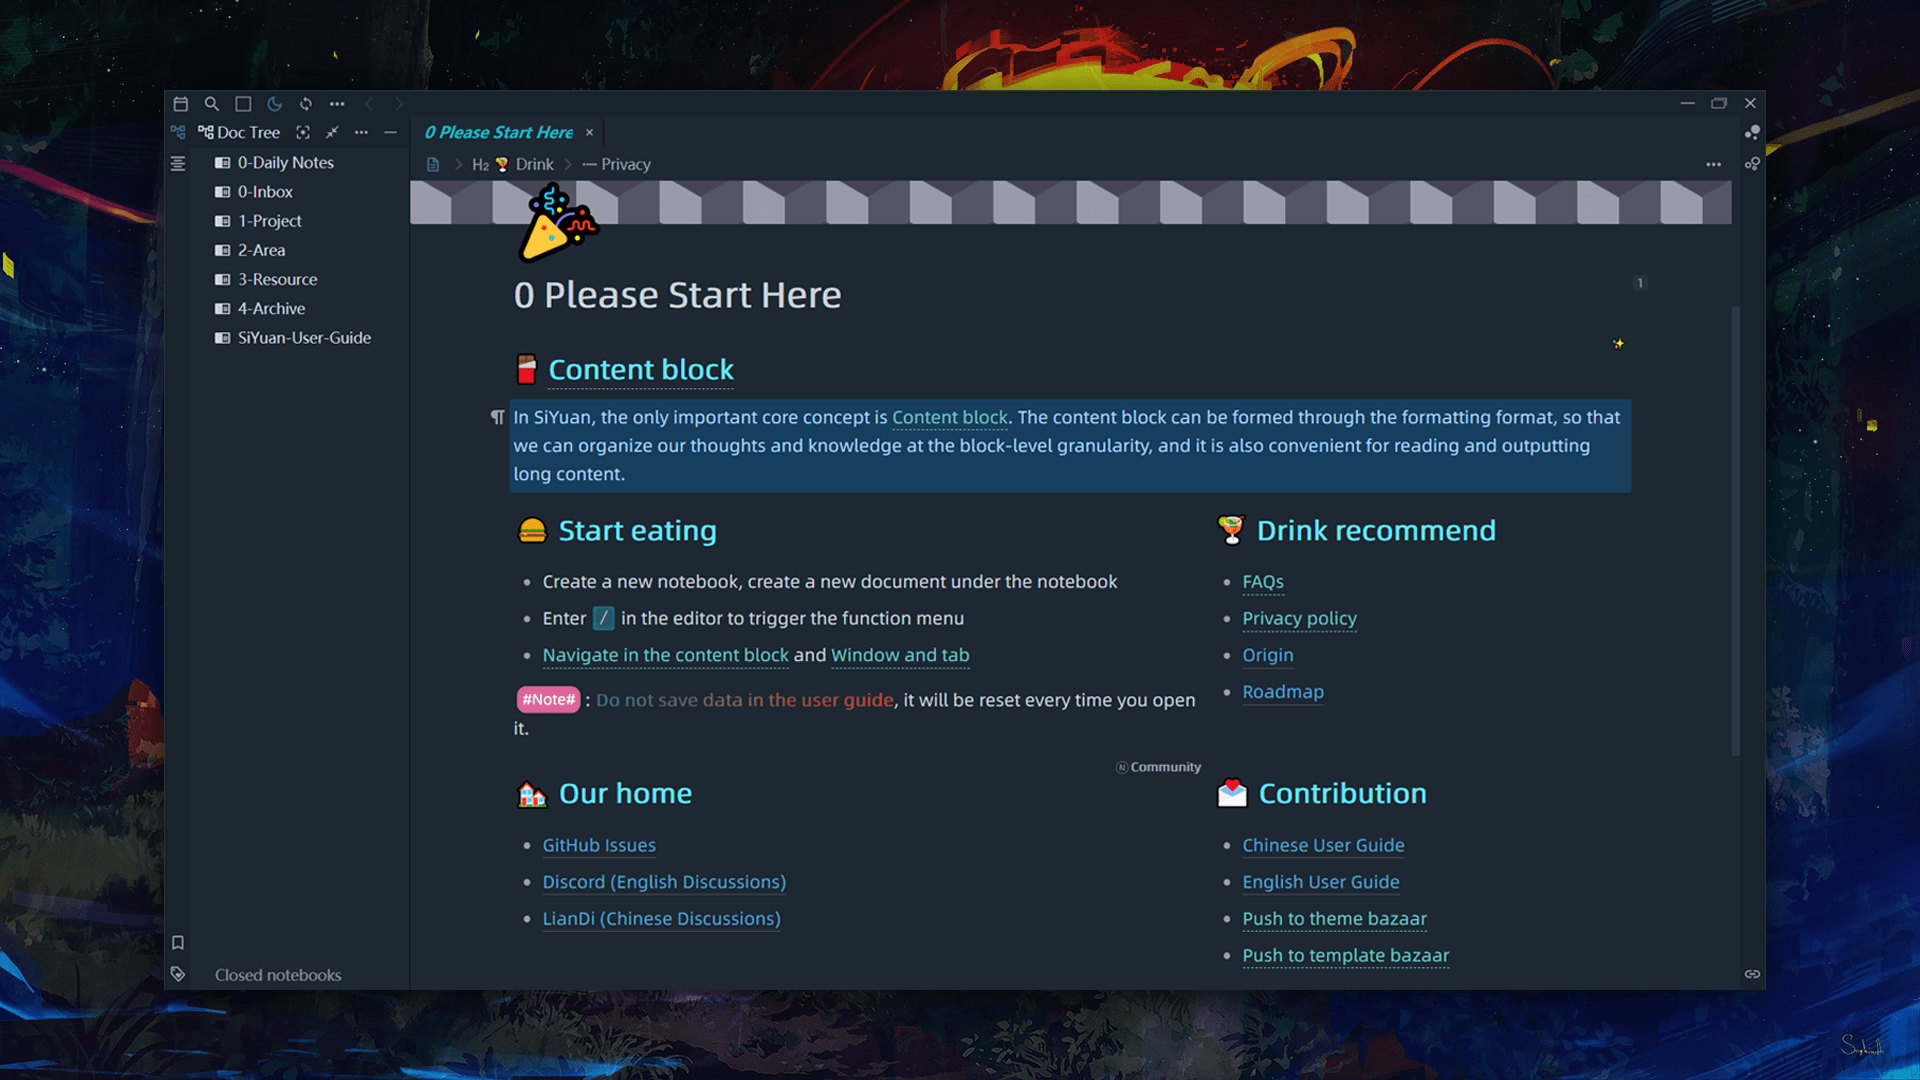 Doc Tree
0 Please Start Here
0-Daily Notes
H2 Drink
Privacy
0-Inbox
1-Project
2-Area
3-Resource
4-Archive
SiYuan-User-Guide
Closed notebooks
0 Please Start Here
1
Content block
In SiYuan, the only important core concept is Content block. The content block can be formed through the formatting format, so that
we can organize our thoughts and knowledge at the block-level granularity, and it is also convenient for reading and outputting
long content.
Start eating
Create a new notebook, create a new document under the notebook
Enter / in the editor to trigger the function menu
Navigate in the content block and Window and tab
#Note# : Do not save data in the user guide, it will be reset every time you open
it.
Drink recommend
FAQs
Privacy policy
Origin
Roadmap
N Community
Our home
GitHub Issues
Discord (English Discussions)
LianDi (Chinese Discussions)
Contribution
Chinese User Guide
English User Guide
Push to theme bazaar
Push to template bazaar